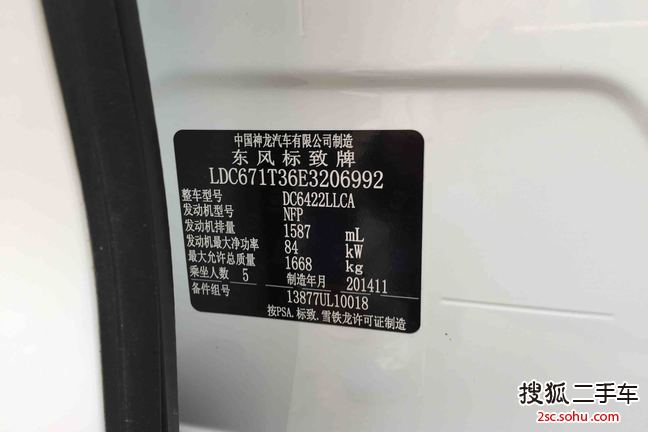 中国神龙汽车有限公司制造
东风标致牌
LDC671T36E3206992
整车型号 DC6422LLCA
发动机型号 NFP
发动机排量 1587 mL
发动机最大净功率 84 kW
最大允许总质量 1668 kg
乘坐人数 5 制造年月 201411
备件组号 13877UL10018
按PSA.标致.雪铁龙许可证制造
搜狐二手车
2sc.sohu.com